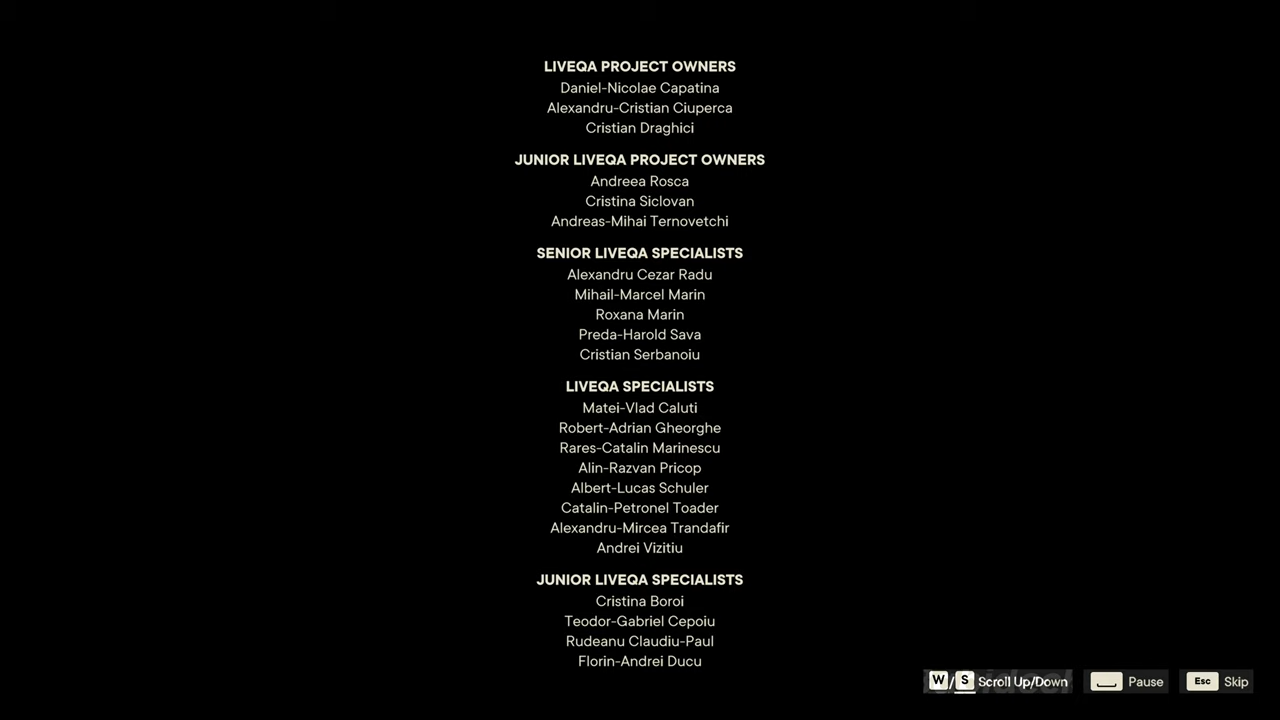 LIVEQA PROJECT OWNERS
Daniel-Nicolae Capatina
Alexandru-Cristian Ciuperca
Cristian Draghici
JUNIOR LIVEQA PROJECT OWNERS
Andreea Rosca
Cristina Siclovan
Andreas-Mihai Ternovetchi
SENIOR LIVEQA SPECIALISTS
Alexandru Cezar Radu
Mihail-Marcel Marin
Roxana Marin
Preda-Harold Sava
Cristian Serbanoiu
LIVEQA SPECIALISTS
Matei-Vlad Caluti
Robert-Adrian Gheorghe
Rares-Catalin Marinescu
Alin-Razvan Pricop
Albert-Lucas Schuler
Catalin-Petronel Toader
Alexandru-Mircea Trandafir
Andrei Vizitiu
JUNIOR LIVEQA SPECIALISTS
Cristina Boroi
Teodor-Gabriel Cepoiu
Rudeanu Claudiu-Paul
Florin-Andrei Ducu
W/S Scroll Up/Down Pause Esc Skip